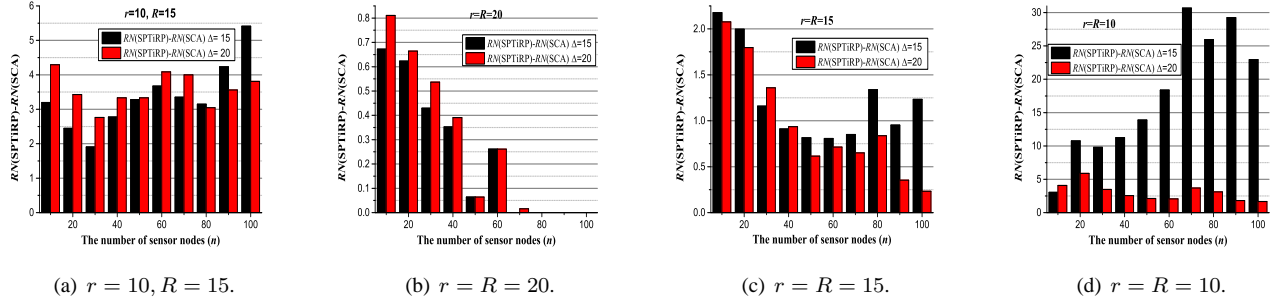 r=10, R=15
RN(SPTiRP)-RN(SCA) Δ= 15
RN(SPTiRP)-RN(SCA) Δ= 20
RN(SPTiRP)-RN(SCA)
6
5
4
3
2
1
0
20 40 60 80 100
The number of sensor nodes (n)
(a) r = 10, R = 15.
r=R=20
RN(SPTiRP)-RN(SCA) Δ=15
RN(SPTiRP)-RN(SCA) Δ=20
RN(SPTiRP)-RN(SCA)
0.8
0.7
0.6
0.5
0.4
0.3
0.2
0.1
0.0
20 40 60 80 100
The number of sensor nodes (n)
(b) r = R = 20.
r=R=15
RN(SPTiRP)-RN(SCA) Δ=15
RN(SPTiRP)-RN(SCA) Δ=20
RN(SPTiRP)-RN(SCA)
2.0
1.5
1.0
0.5
0.0
20 40 60 80 100
The number of sensor nodes (n)
(c) r = R = 15.
r=R=10
RN(SPTiRP)-RN(SCA) Δ=15
RN(SPTiRP)-RN(SCA) Δ=20
RN(SPTiRP)-RN(SCA)
30
25
20
15
10
5
0
20 40 60 80 100
The number of sensor nodes (n)
(d) r = R = 10.